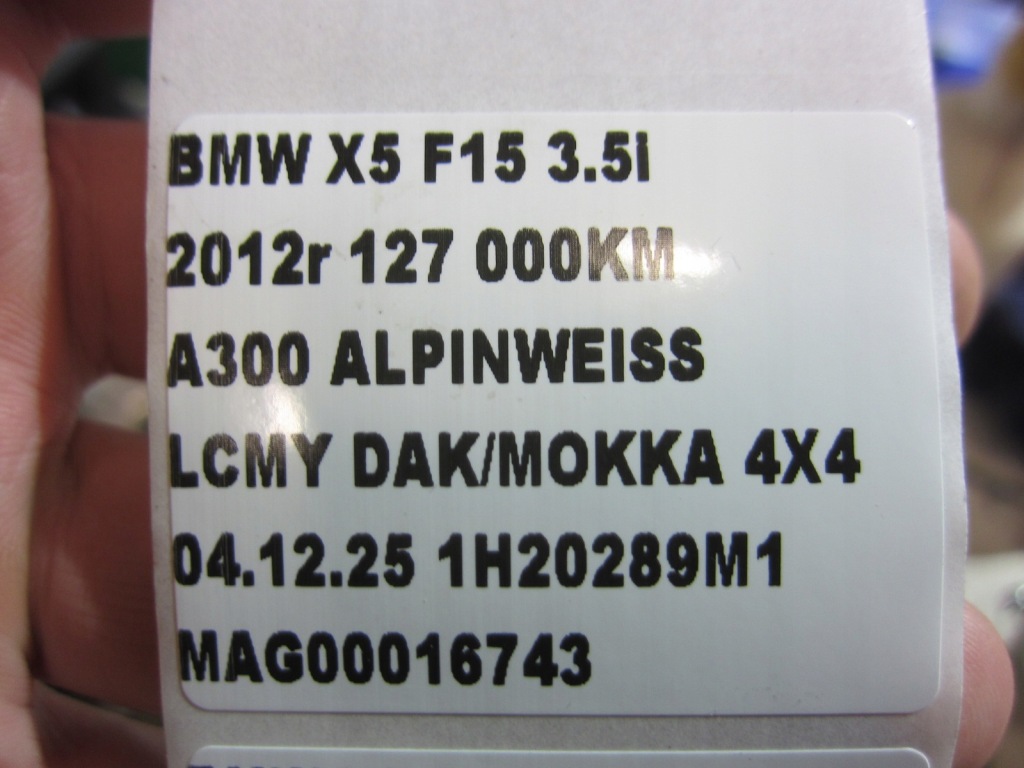 BMW X5 F15 3.5i
2012r 127 000KM
A300 ALPINWEISS
LCMY DAK/MOKKA 4X4
04.12.25 1H20289M1
MAG00016743